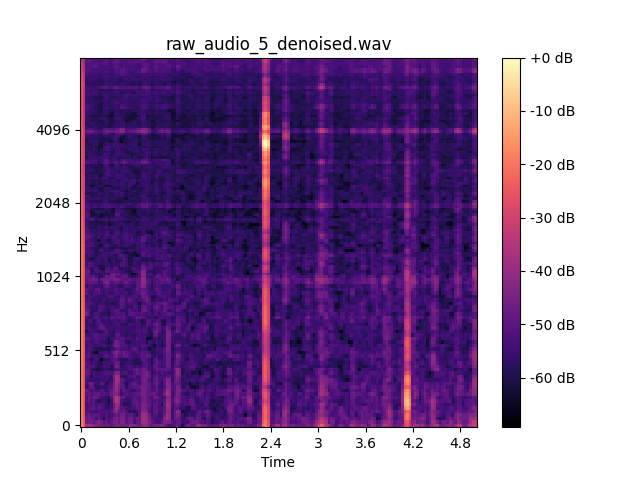 raw_audio_5_denoised.wav
+0 dB
-10 dB
-20 dB
-30 dB
-40 dB
-50 dB
-60 dB
4096
2048
1024
512
0
Hz
0 0.6 1.2 1.8 2.4 3 3.6 4.2 4.8
Time